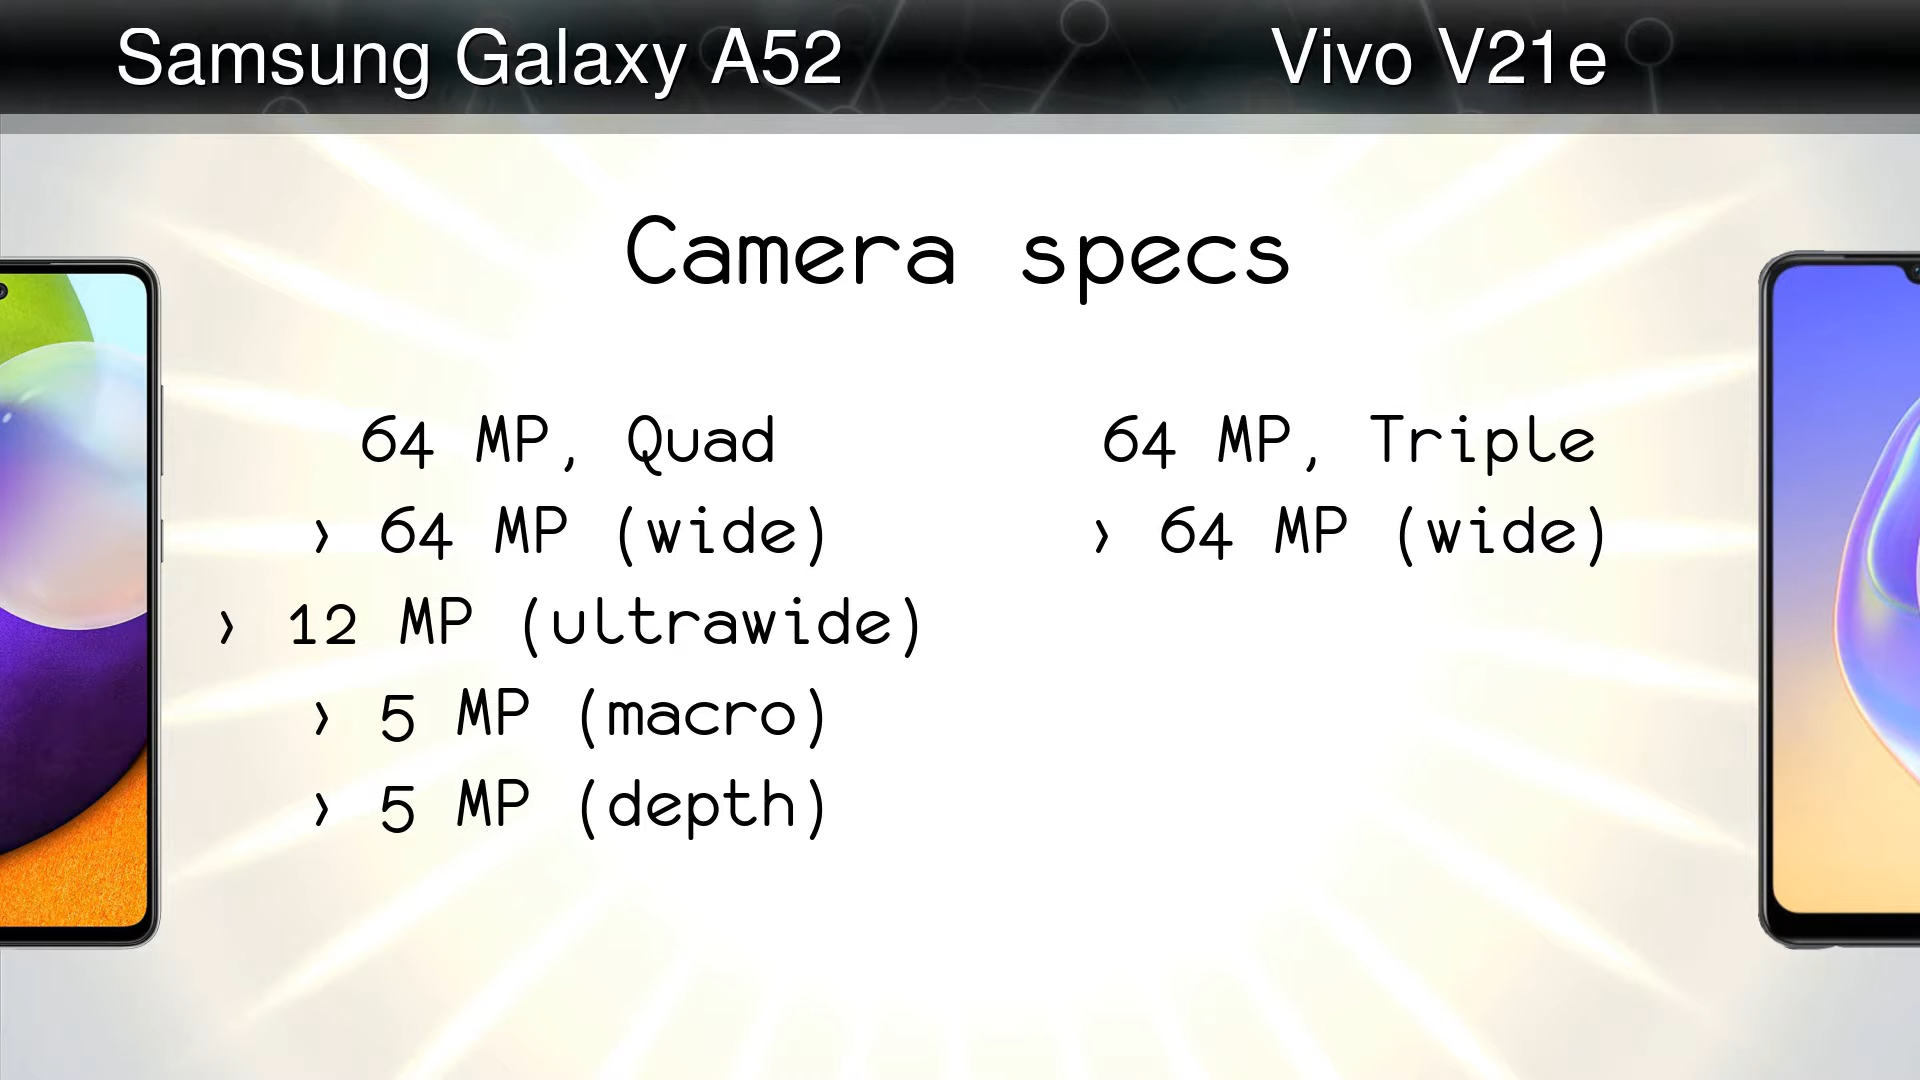 Samsung Galaxy A52
Vivo V21e
Camera specs
64 MP, Quad
› 64 MP (wide)
› 12 MP (ultrawide)
› 5 MP (macro)
› 5 MP (depth)
64 MP, Triple
› 64 MP (wide)